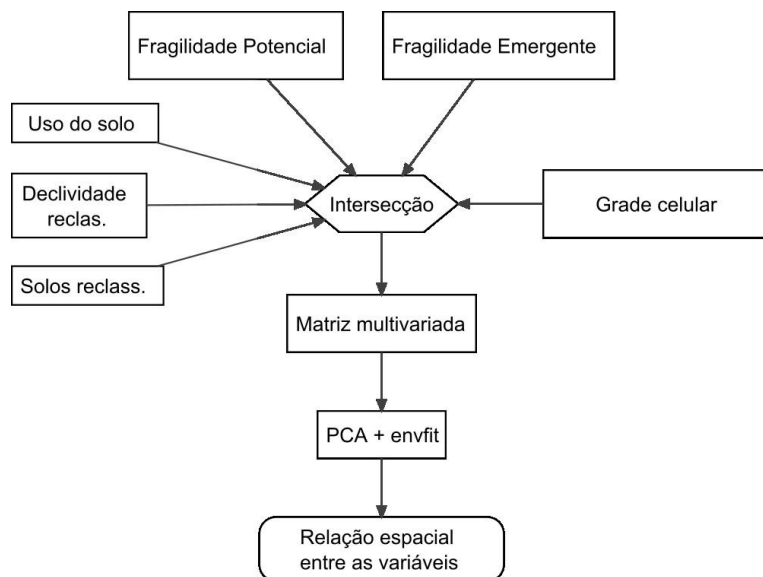 Fragilidade Potencial
Fragilidade Emergente
Uso do solo
Declividade
reclas.
Intersecção
Grade celular
Solos reclass.
Matriz multivariada
PCA + envfit
Relação espacial
entre as variáveis